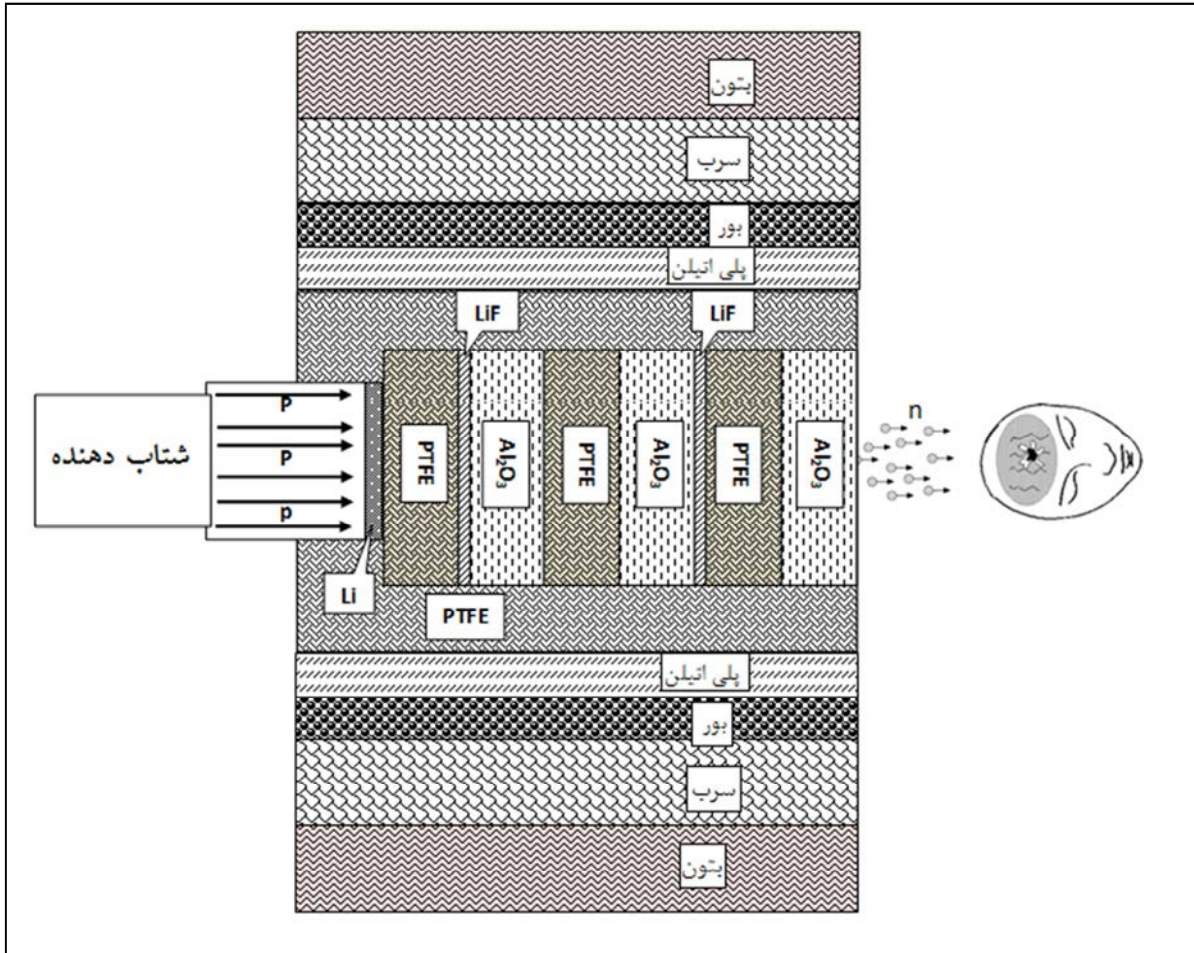 بتون
سرب
بور
پلی اتیلن
LiF
LiF
شتاب دهنده
P
P
p
Li
PTFE
Al₂O₃
PTFE
Al₂O₃
PTFE
Al₂O₃
n
PTFE
پلی اتیلن
بور
سرب
بتون